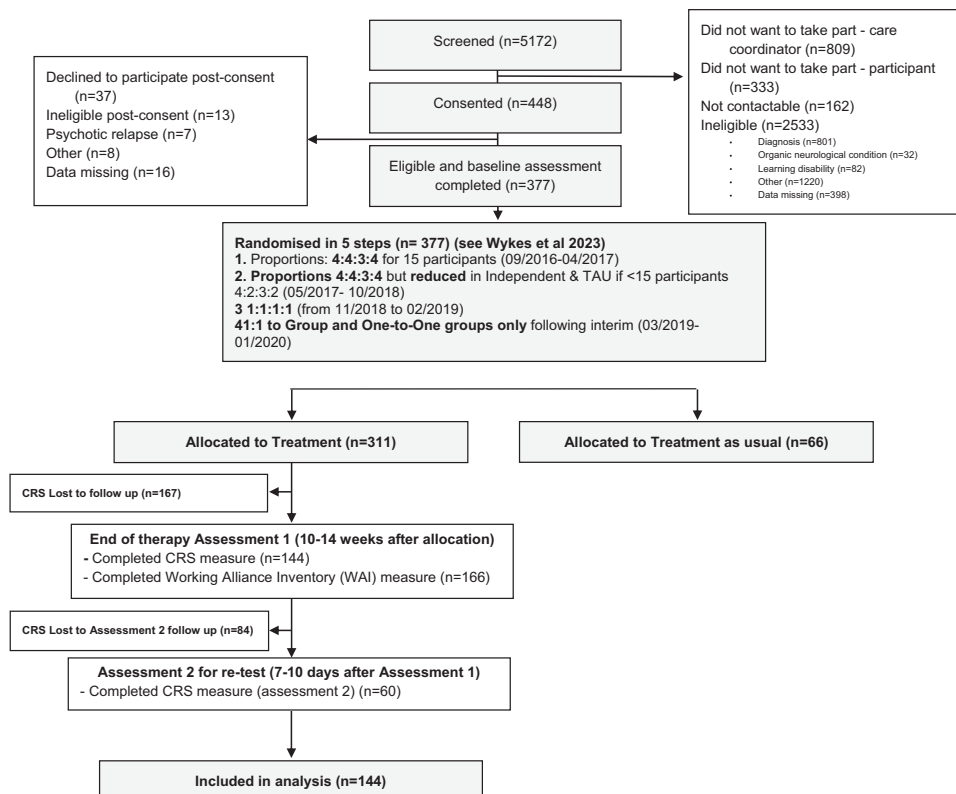 Screened (n=5172)
Did not want to take part - care
coordinator (n=809)
Did not want to take part - participant
(n=333)
Not contactable (n=162)
Ineligible (n=2533)
• Diagnosis (n=801)
• Organic neurological condition (n=32)
• Learning disability (n=82)
• Other (n=1220)
• Data missing (n=398)
Consented (n=448)
Declined to participate post-consent
(n=37)
Ineligible post-consent (n=13)
Psychotic relapse (n=7)
Other (n=8)
Data missing (n=16)
Eligible and baseline assessment
completed (n=377)
Randomised in 5 steps (n= 377) (see Wykes et al 2023)
1. Proportions: 4:4:3:4 for 15 participants (09/2016-04/2017)
2. Proportions 4:4:3:4 but reduced in Independent & TAU if <15 participants
4:2:3:2 (05/2017- 10/2018)
3 1:1:1:1 (from 11/2018 to 02/2019)
41:1 to Group and One-to-One groups only following interim (03/2019-
01/2020)
Allocated to Treatment (n=311)
Allocated to Treatment as usual (n=66)
CRS Lost to follow up (n=167)
End of therapy Assessment 1 (10-14 weeks after allocation)
- Completed CRS measure (n=144)
- Completed Working Alliance Inventory (WAI) measure (n=166)
CRS Lost to Assessment 2 follow up (n=84)
Assessment 2 for re-test (7-10 days after Assessment 1)
- Completed CRS measure (assessment 2) (n=60)
Included in analysis (n=144)